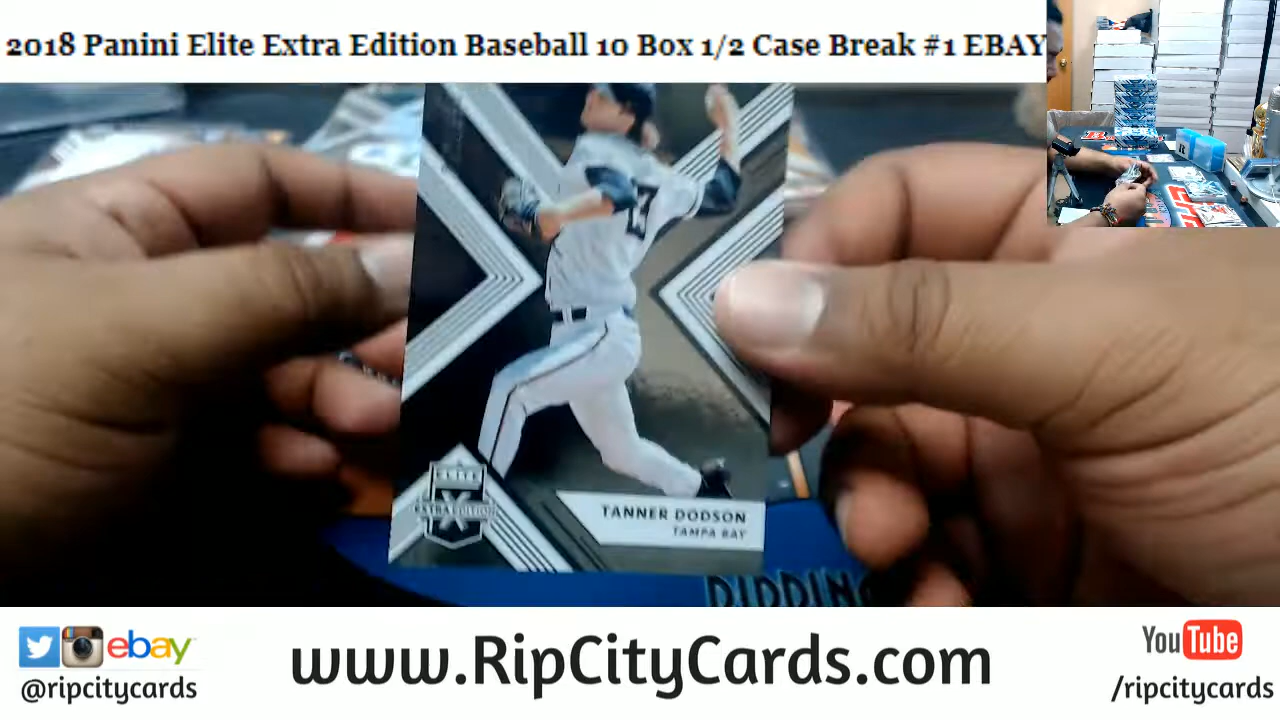 2018 Panini Elite Extra Edition Baseball 10 Box 1/2 Case Break #1 EBAY
13
ELITE
EXTRA EDITION
X
TANNER DODSON
TAMPA BAY
ebay
@ripcitycards
www.RipCityCards.com
YouTube
/ripcitycards